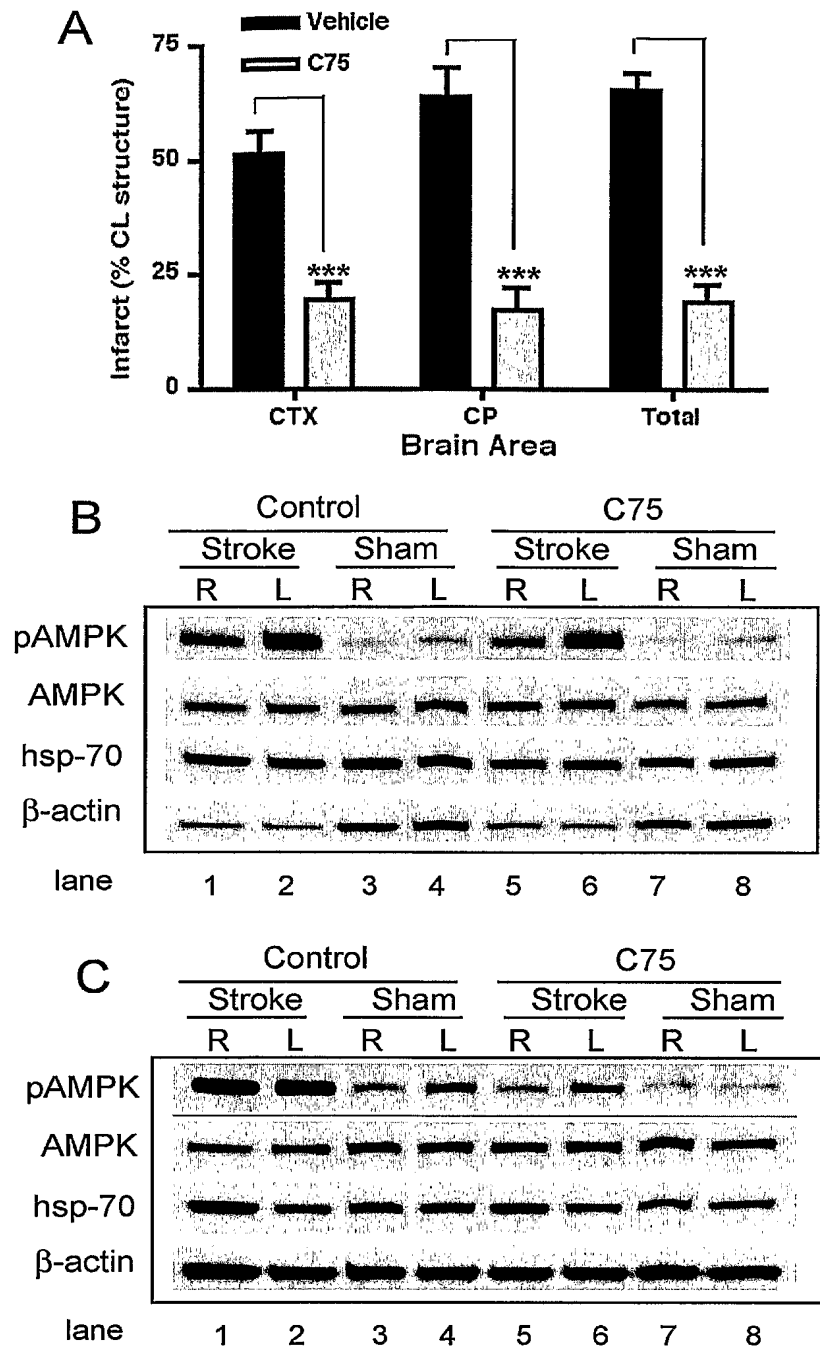 A
Vehicle
C75
75
50
25
0
Infarct (% CL structure)
***
***
***
CTX CP Total
Brain Area
B
Control C75
Stroke Sham Stroke Sham
R L R L R L R L
pAMPK
AMPK
hsp-70
β-actin
lane 1 2 3 4 5 6 7 8
C
Control C75
Stroke Sham Stroke Sham
R L R L R L R L
pAMPK
AMPK
hsp-70
β-actin
lane 1 2 3 4 5 6 7 8